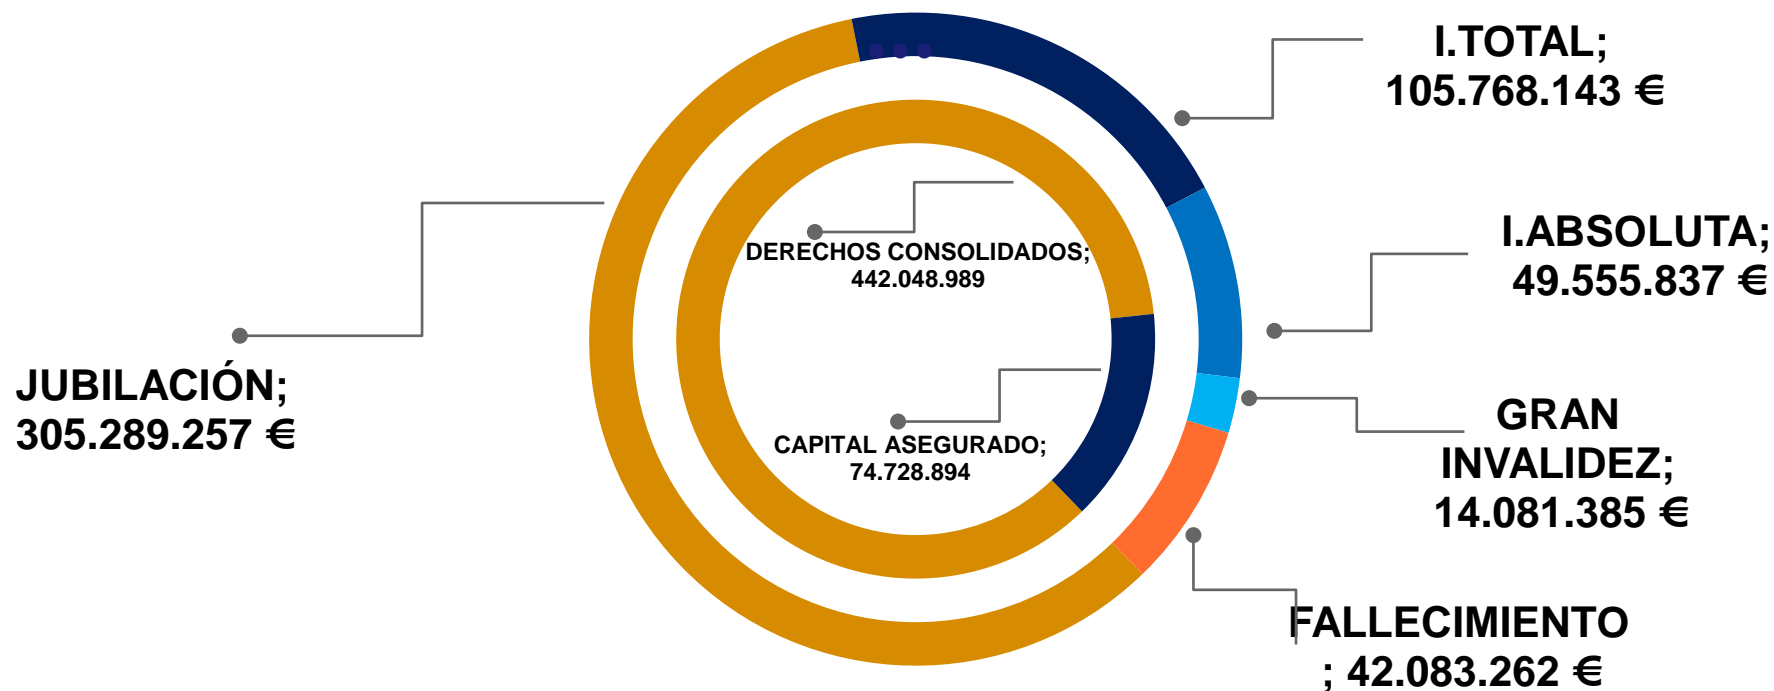 I.TOTAL;
105.768.143 €
I.ABSOLUTA;
49.555.837 €
DERECHOS CONSOLIDADOS;
442.048.989
JUBILACIÓN;
305.289.257 €
CAPITAL ASEGURADO;
74.728.894
GRAN
INVALIDEZ;
14.081.385 €
FALLECIMIENTO
; 42.083.262 €